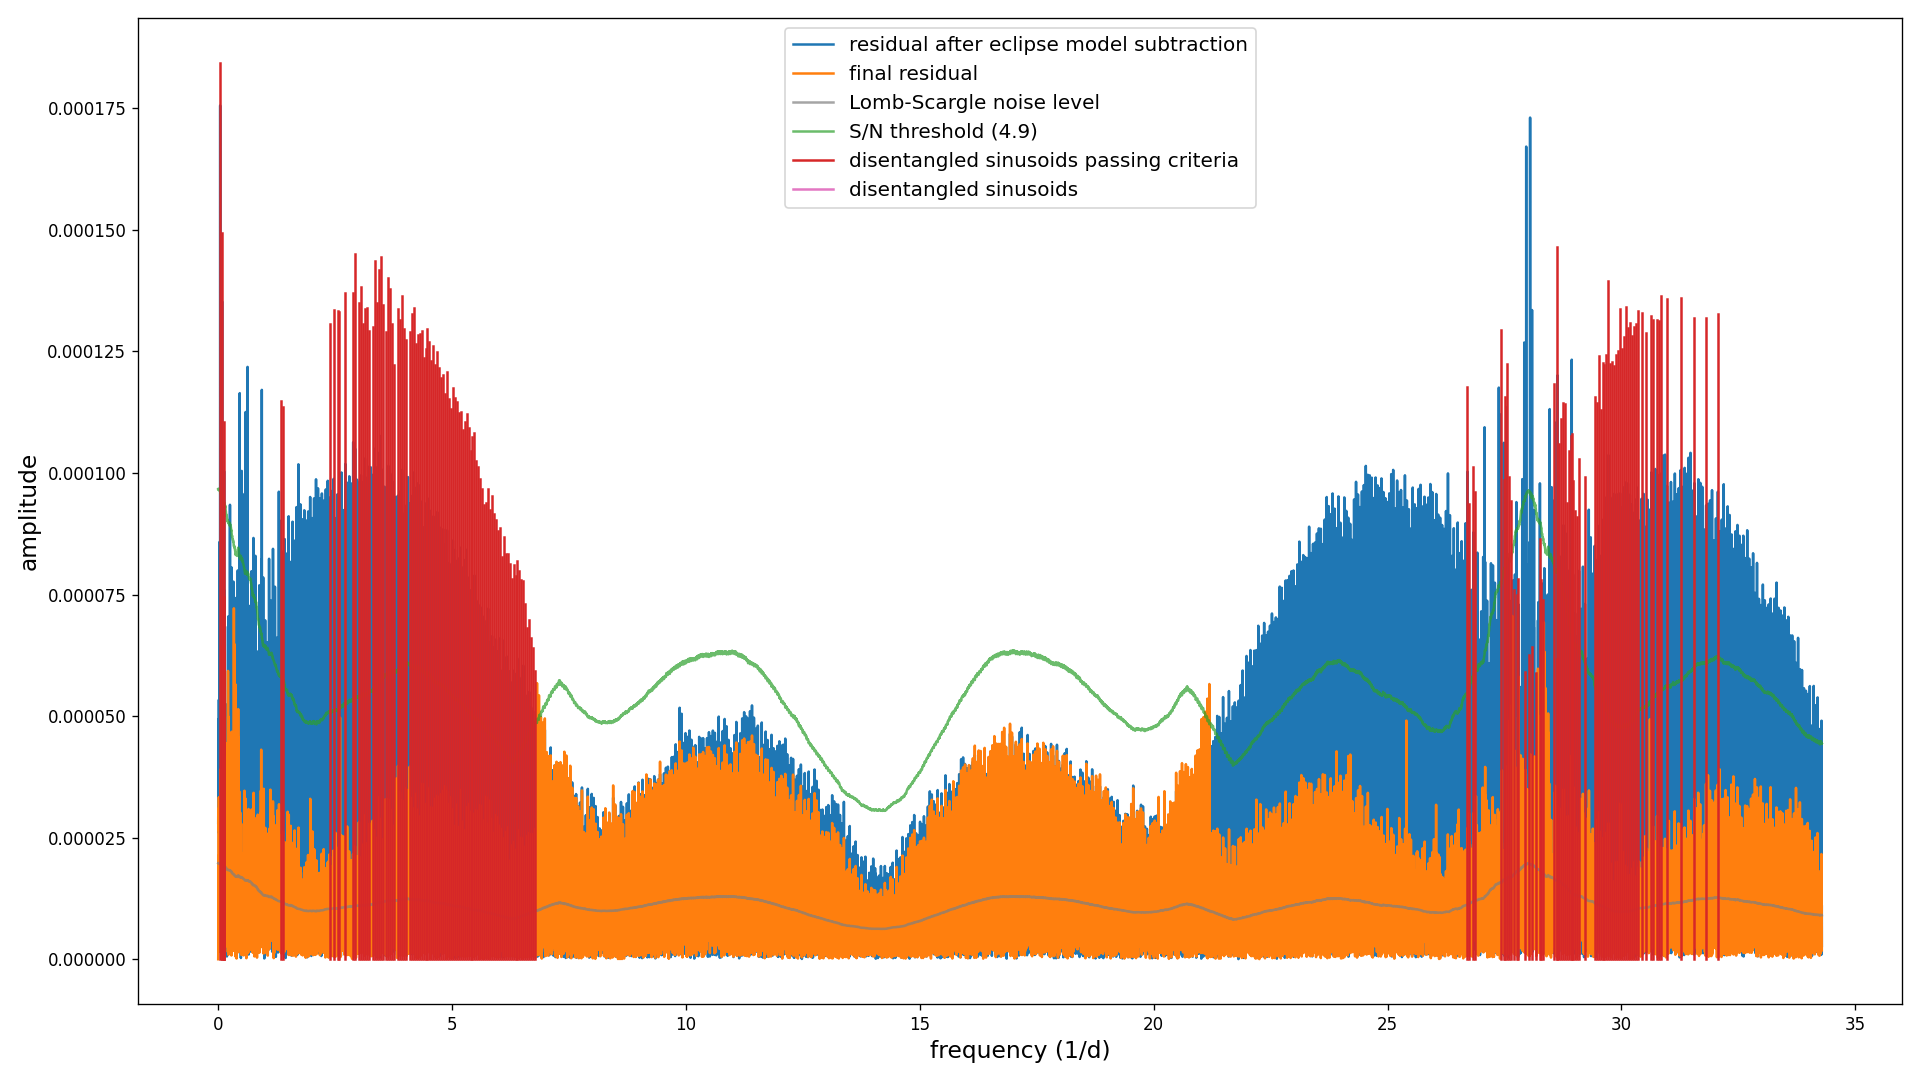 residual after eclipse model subtraction
final residual
Lomb-Scargle noise level
S/N threshold (4.9)
disentangled sinusoids passing criteria
disentangled sinusoids
0.000175
0.000150
0.000125
0.000100
0.000075
0.000050
0.000025
0.000000
amplitude
0 5 10 15 20 25 30 35
frequency (1/d)